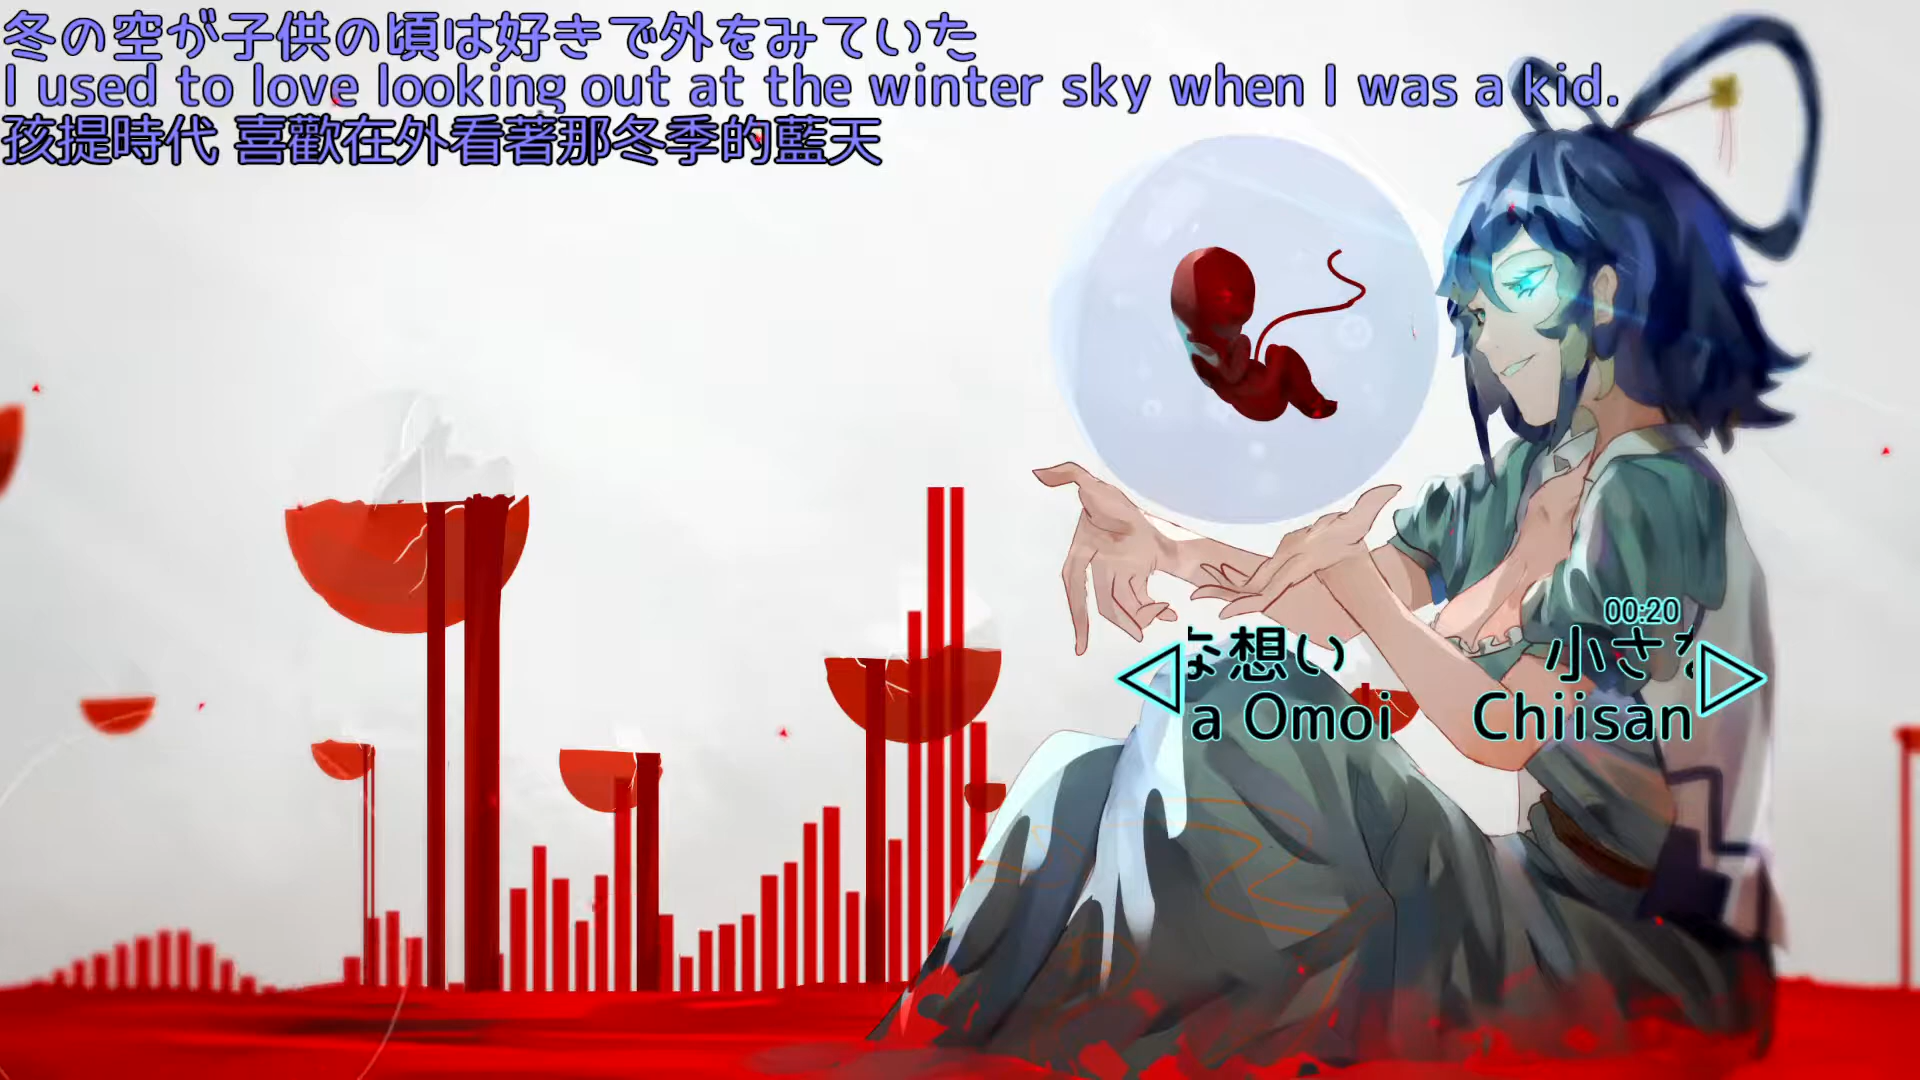 冬の空が子供の頃は好きで外をみていた
I used to love looking out at the winter sky when I was a kid.
孩提時代 喜歡在外看著那冬季的藍天
00:20
な想い 小さな
a Omoi Chiisan